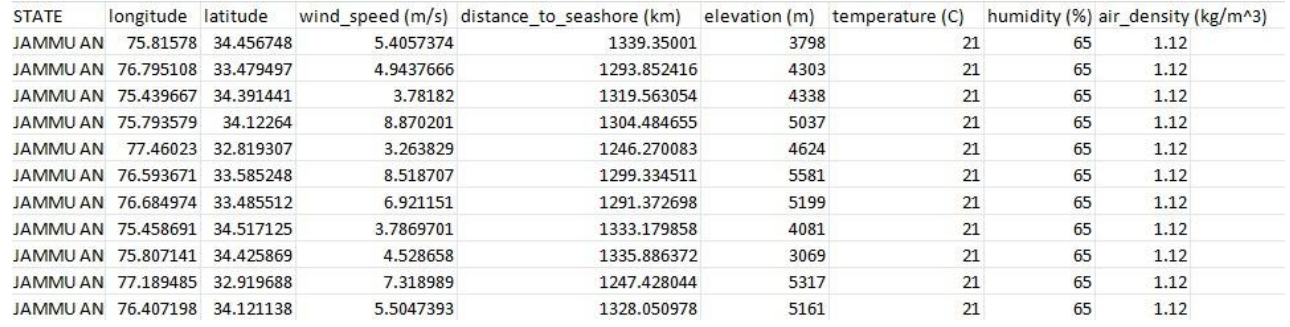 STATE longitude latitude wind_speed (m/s) distance_to_seashore (km) elevation (m) temperature (C) humidity (%) air_density (kg/m^3)
JAMMU AN 75.81578 34.456748 5.4057374 1339.35001 3798 21 65 1.12
JAMMU AN 76.795108 33.479497 4.9437666 1293.852416 4303 21 65 1.12
JAMMU AN 75.439667 34.391441 3.78182 1319.563054 4338 21 65 1.12
JAMMU AN 75.793579 34.12264 8.870201 1304.484655 5037 21 65 1.12
JAMMU AN 77.46023 32.819307 3.263829 1246.270083 4624 21 65 1.12
JAMMU AN 76.593671 33.585248 8.518707 1299.334511 5581 21 65 1.12
JAMMU AN 76.684974 33.485512 6.921151 1291.372698 5199 21 65 1.12
JAMMU AN 75.458691 34.517125 3.7869701 1333.179858 4081 21 65 1.12
JAMMU AN 75.807141 34.425869 4.528658 1335.886372 3069 21 65 1.12
JAMMU AN 77.189485 32.919688 7.318989 1247.428044 5317 21 65 1.12
JAMMU AN 76.407198 34.121138 5.5047393 1328.050978 5161 21 65 1.12